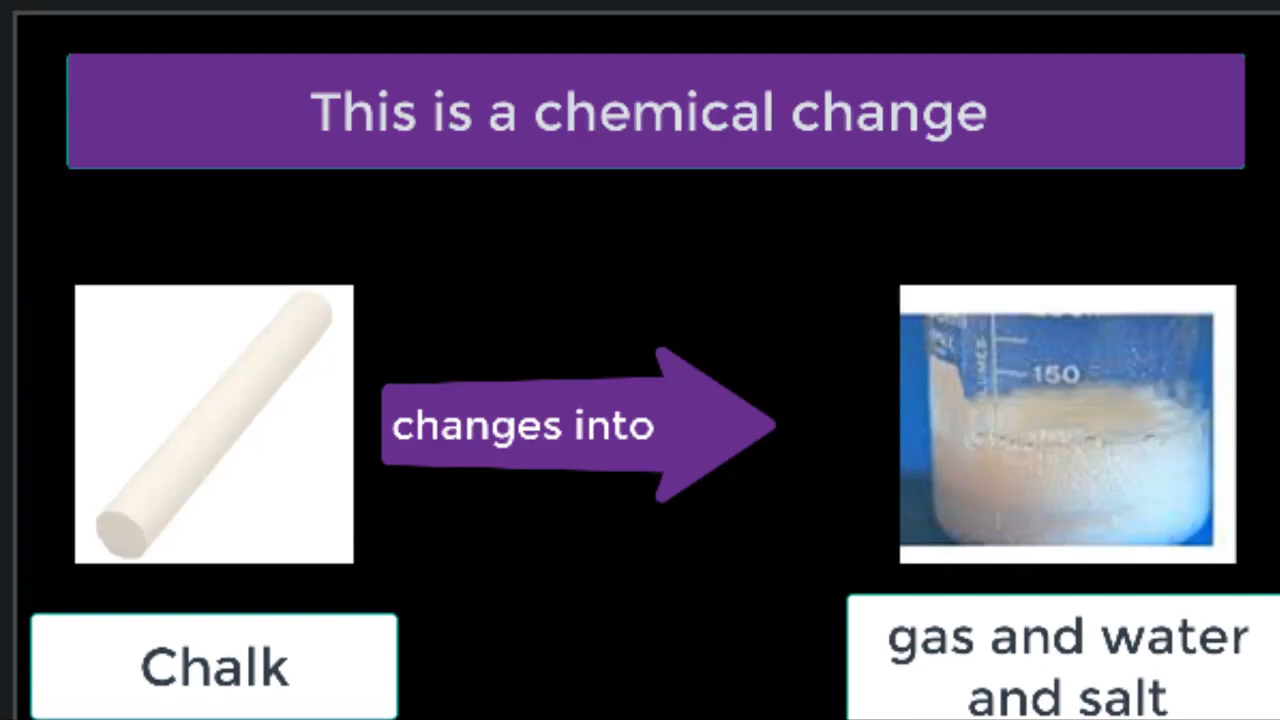 This is a chemical change
changes into
150
Chalk
gas and water
and salt